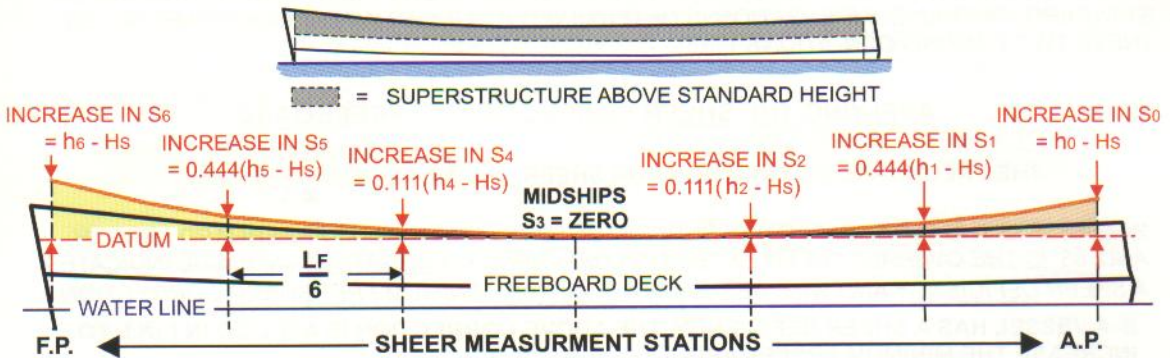 = SUPERSTRUCTURE ABOVE STANDARD HEIGHT
INCREASE IN S6
= h6 - Hs
INCREASE IN S5
= 0.444(h5 - Hs)
INCREASE IN S4
= 0.111(h4 - Hs)
MIDSHIPS
S3 = ZERO
INCREASE IN S2
= 0.111(h2 - Hs)
INCREASE IN S1
= 0.444(h1 - Hs)
INCREASE IN S0
= h0 - Hs
DATUM
LF
6
FREEBOARD DECK
WATER LINE
F.P.
SHEER MEASURMENT STATIONS
A.P.